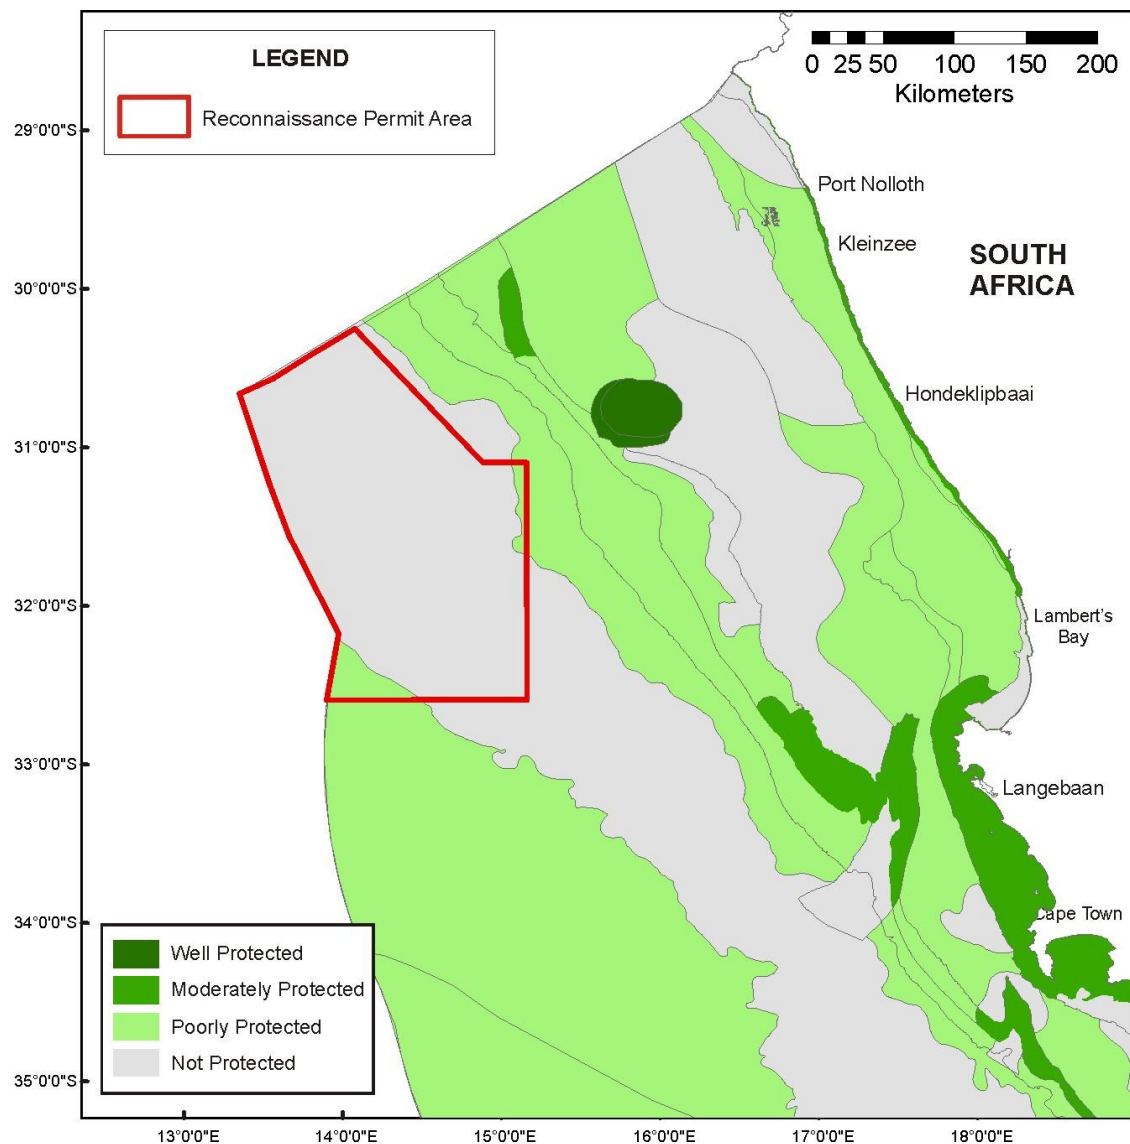 LEGEND
Reconnaissance Permit Area
0 25 50 100 150 200
Kilometers
29°0'0"S
30°0'0"S
31°0'0"S
32°0'0"S
33°0'0"S
34°0'0"S
35°0'0"S
Port Nolloth
Kleinzee
SOUTH
AFRICA
Hondeklipbaai
Lambert's
Bay
Langebaan
Cape Town
Well Protected
Moderately Protected
Poorly Protected
Not Protected
13°0'0"E 14°0'0"E 15°0'0"E 16°0'0"E 17°0'0"E 18°0'0"E